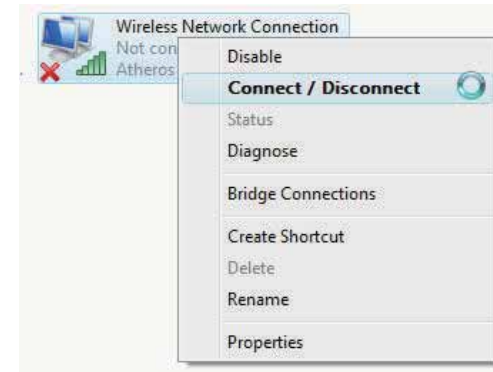 Wireless Network Connection
Not con
Atheros
Disable
Connect / Disconnect
Status
Diagnose
Bridge Connections
Create Shortcut
Delete
Rename
Properties